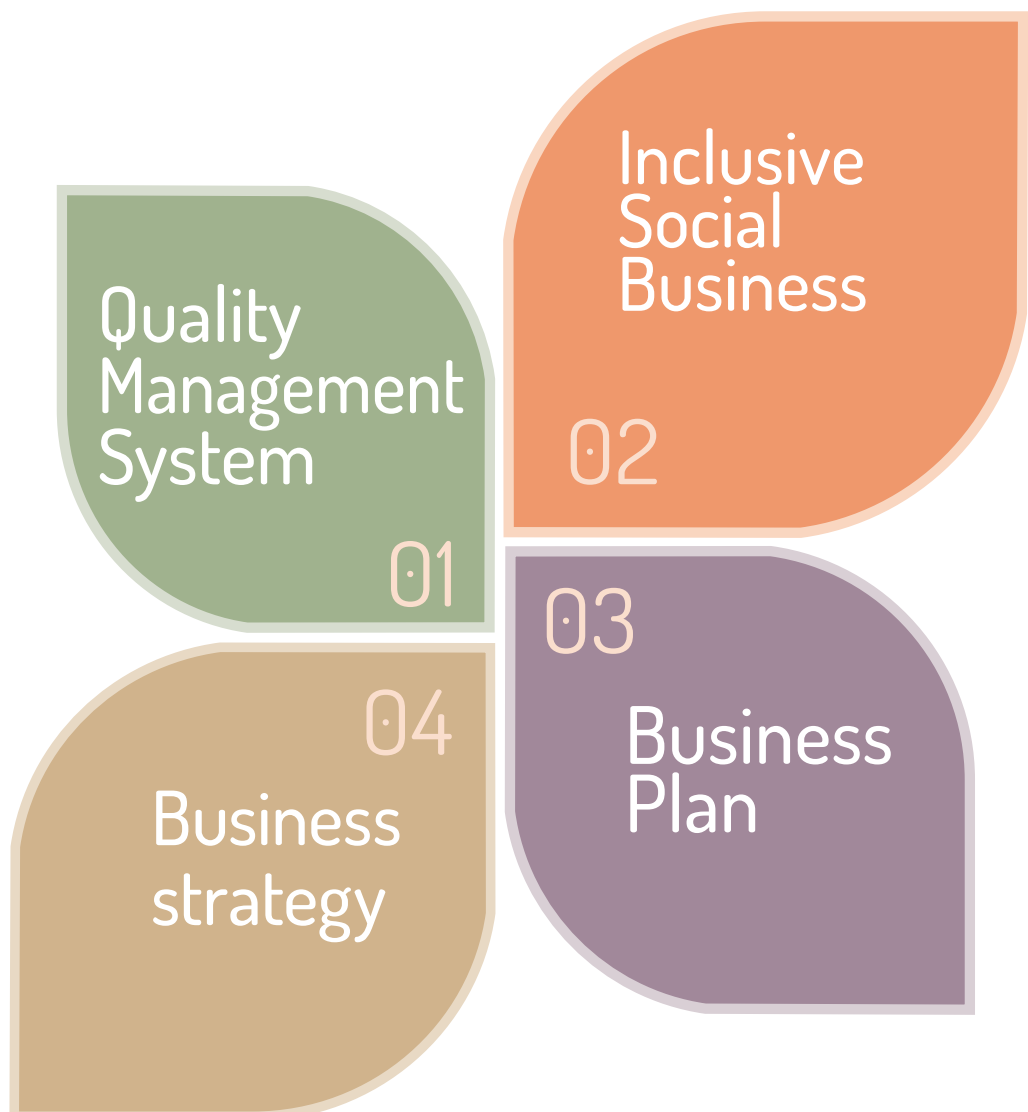 Quality
Management
System
01
Inclusive
Social
Business
02
03
Business
Plan
04
Business
strategy